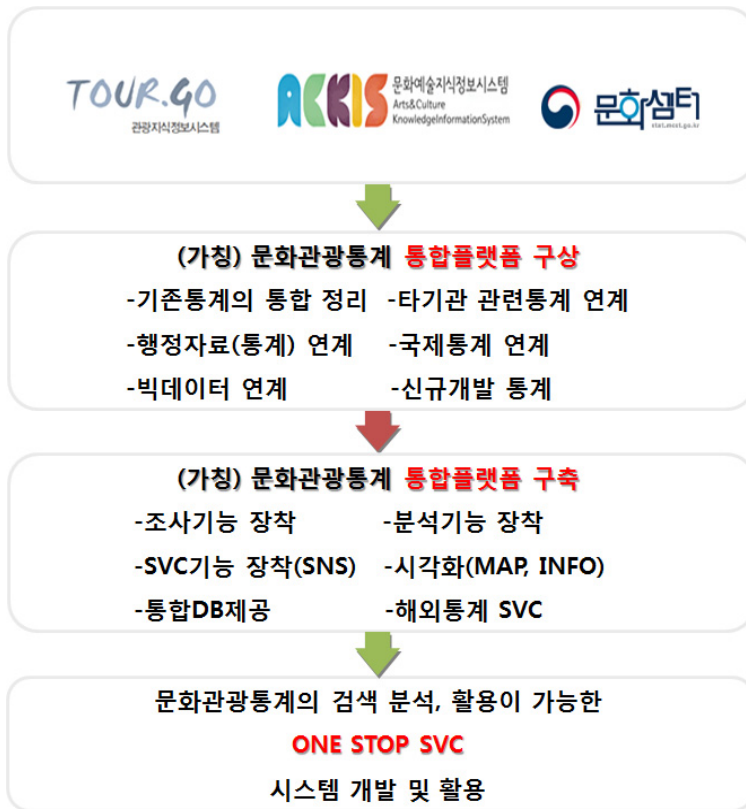 TOUR.GO
관광지식정보시스템
ACKIS
문화예술지식정보시스템
Arts&Culture
KnowledgeInformationSystem
문화셈터
stat.mcst.go.kr
(가칭) 문화관광통계 통합플랫폼 구상
-기존통계의 통합 정리 -타기관 관련통계 연계
-행정자료(통계) 연계 -국제통계 연계
-빅데이터 연계 -신규개발 통계
(가칭) 문화관광통계 통합플랫폼 구축
-조사기능 장착 -분석기능 장착
-SVC기능 장착(SNS) -시각화(MAP, INFO)
-통합DB제공 -해외통계 SVC
문화관광통계의 검색 분석, 활용이 가능한
ONE STOP SVC
시스템 개발 및 활용